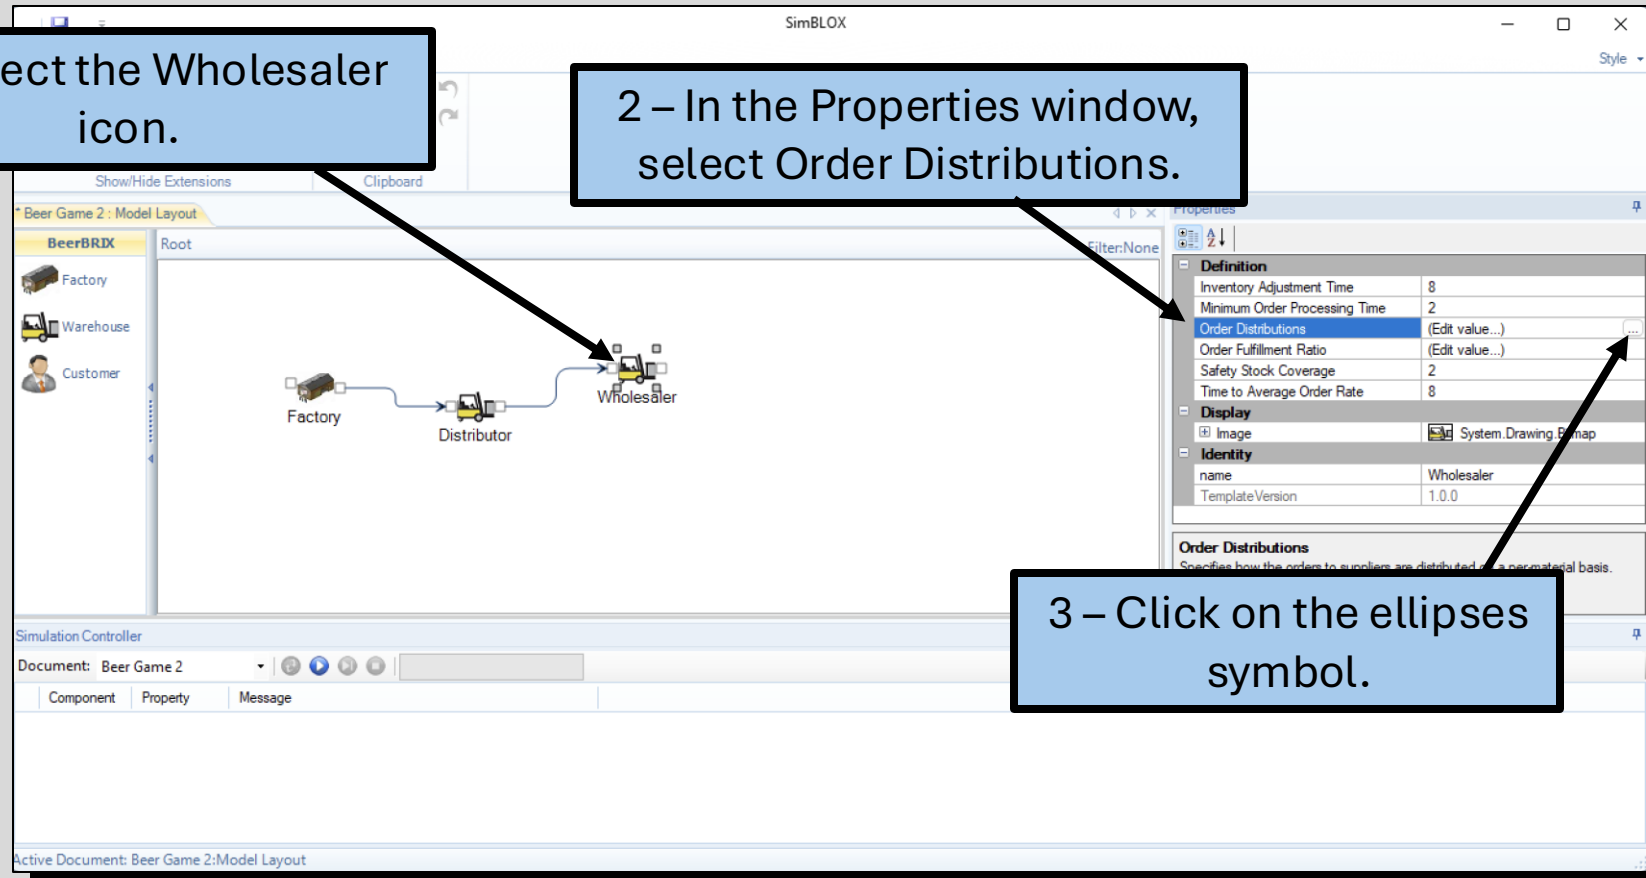 SimBLOX
Style
ect the Wholesaler
icon.
2 – In the Properties window,
select Order Distributions.
Show/Hide Extensions
Clipboard
* Beer Game 2 : Model Layout
Properties
BeerBRIX
Root
Filter:None
Factory
Warehouse
Customer
Factory
Distributor
Wholesaler
Definition
Inventory Adjustment Time 8
Minimum Order Processing Time 2
Order Distributions (Edit value...) ...
Order Fulfillment Ratio (Edit value...)
Safety Stock Coverage 2
Time to Average Order Rate 8
Display
Image System.Drawing.Bitmap
Identity
name Wholesaler
TemplateVersion 1.0.0
Order Distributions
Specifies how the orders to suppliers are distributed on a per-material basis.
3 – Click on the ellipses
symbol.
Simulation Controller
Document: Beer Game 2
Component Property Message
Active Document: Beer Game 2:Model Layout